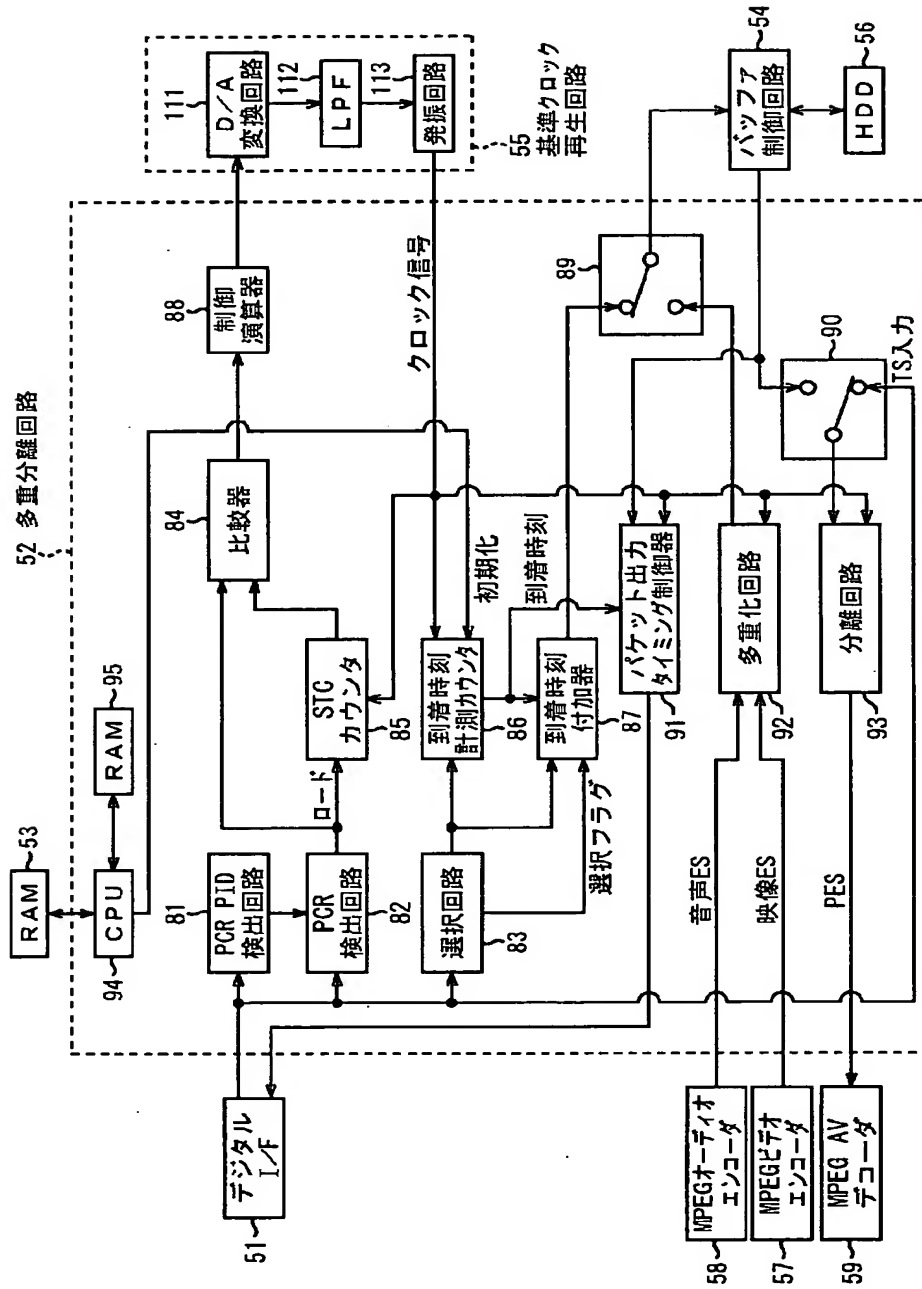 52 多重分離回路
RAM
53
CPU
94
RAM
95
比較器
84
制御
演算器
88
D/A
変換回路
111
LPF
112
発振回路
113
55
基準クロック
再生回路
PCR PID
検出回路
81
PCR
検出回路
82
ロード
STC
カウンタ
85
クロック信号
選択回路
83
選択フラグ
初期化
到着時刻
計測カウンタ
86
到着時刻
到着時刻
付加器
87
89
バッファ
制御回路
54
HDD
56
デジタル
I/F
51
パケット出力
タイミング制御器
91
90
TS入力
MPEGオーディオ
エンコーダ
58
音声ES
MPEGビデオ
エンコーダ
57
映像ES
多重化回路
92
MPEG AV
デコーダ
59
PES
分離回路
93